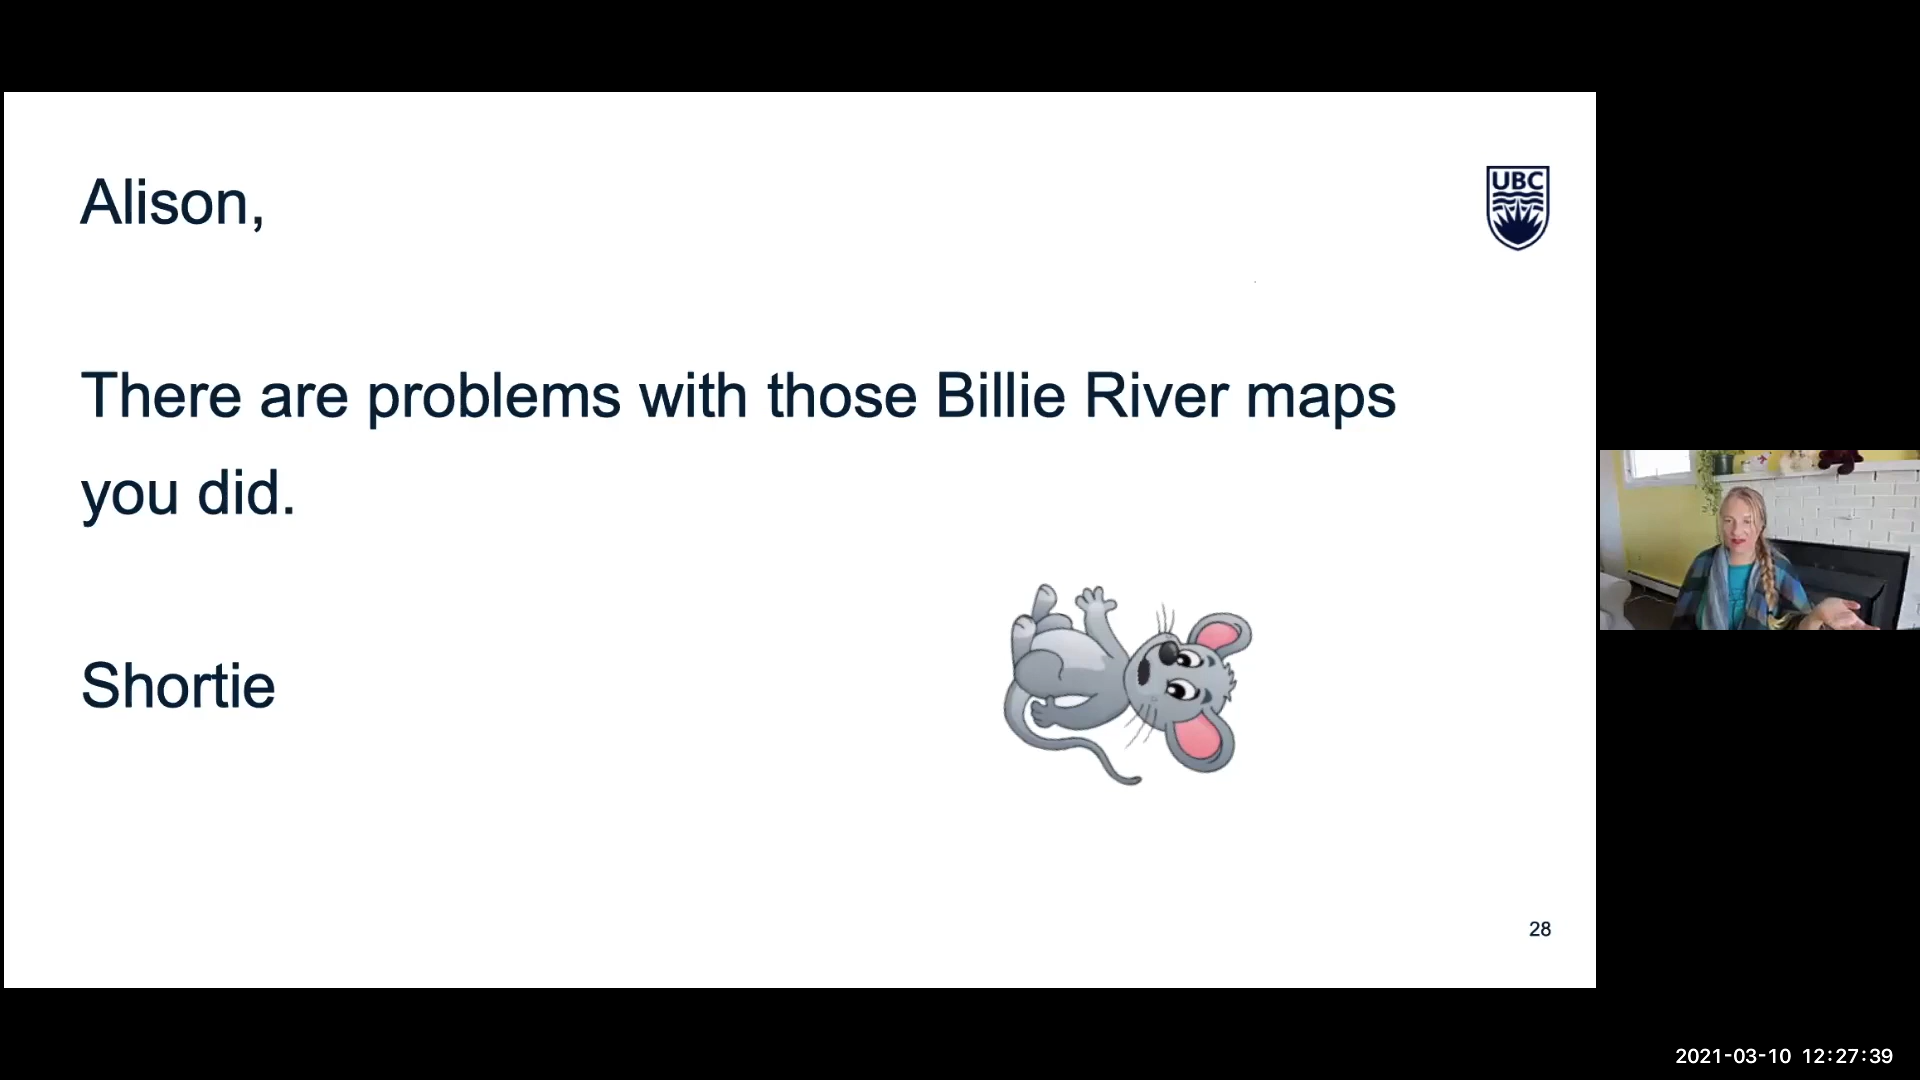 Alison,
UBC
There are problems with those Billie River maps
you did.
Shortie
28
2021-03-10 12:27:39